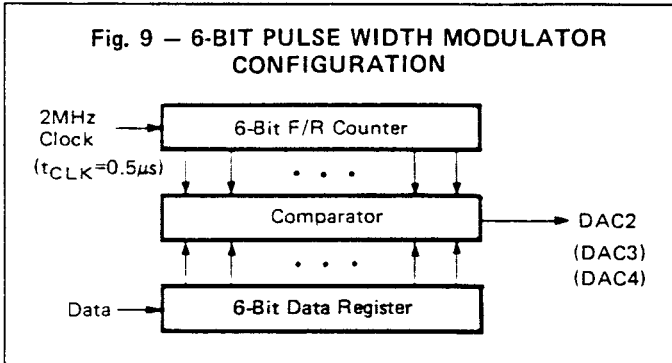 Fig. 9 — 6-BIT PULSE WIDTH MODULATOR
CONFIGURATION
2MHz
Clock
(tCLK=0.5μs)
6-Bit F/R Counter
• • •
Comparator
DAC2
(DAC3)
(DAC4)
• • •
Data
6-Bit Data Register